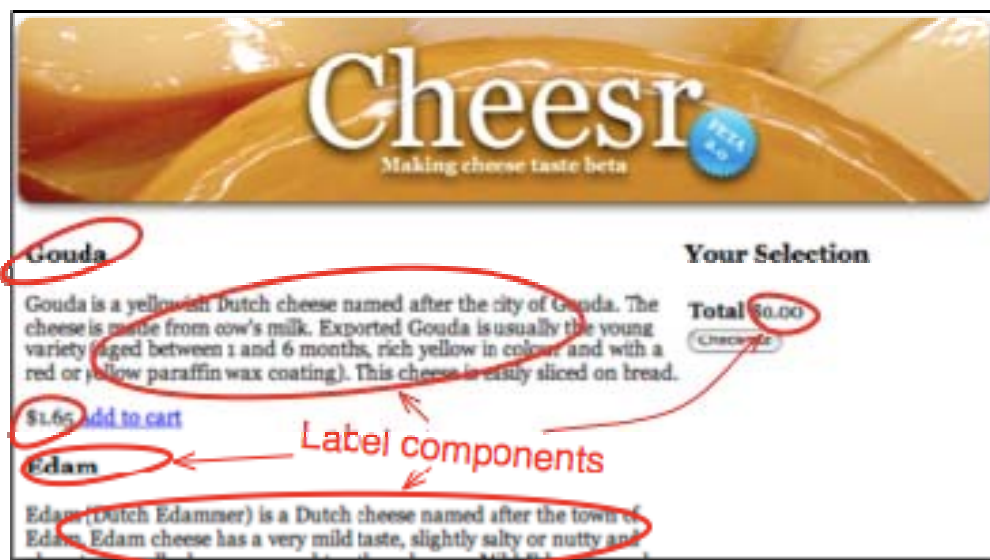 Cheesr
Making cheese taste beta
BETA
2.0
Gouda
Your Selection
Gouda is a yellowish Dutch cheese named after the city of Gouda. The
cheese is made from cow's milk. Exported Gouda is usually the young
variety (aged between 1 and 6 months, rich yellow in colour and with a
red or yellow paraffin wax coating). This cheese is easily sliced on bread.
Total $0.00
Checkout
$1.65 Add to cart
Label components
Edam
Edam (Dutch Edammer) is a Dutch cheese named after the town of
Edam. Edam cheese has a very mild taste, slightly salty or nutty and